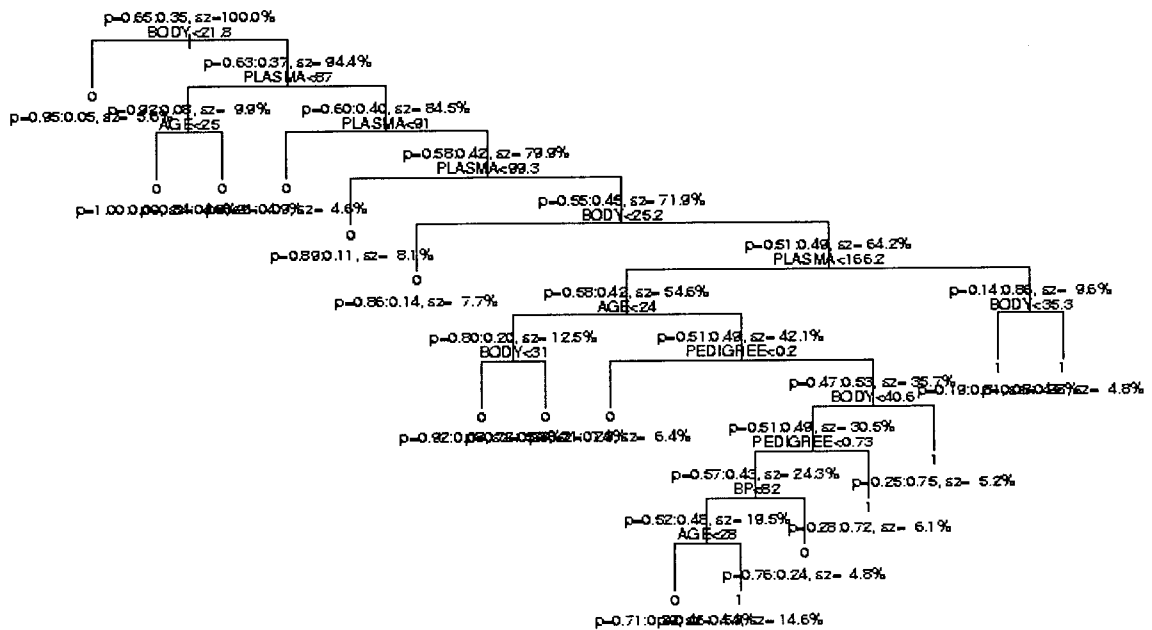 p=0.65:0.35, sz=100.0%
BODY<21.8
p=0.63:0.37, sz=94.4%
PLASMA<87
0
p=0.95:0.05, sz=
p=0.92:0.08, sz= 9.9%
AGE<25
p=0.60:0.40, sz=84.5%
PLASMA<91
p=0.58:0.42, sz=79.9%
PLASMA<99.3
0
0
0
sz= 4.6%
p=0.55:0.45, sz=71.9%
BODY<25.2
0
p=0.89:0.11, sz= 8.1%
p=0.51:0.49, sz=64.2%
PLASMA<166.2
0
p=0.86:0.14, sz= 7.7%
p=0.58:0.42, sz=54.6%
AGE<24
p=0.14:0.86, sz= 9.6%
BODY<35.3
p=0.80:0.20, sz=12.5%
BODY<31
p=0.51:0.49, sz=42.1%
PEDIGREE<0.2
1
1
p=0.47:0.53, sz=35.7%
BODY<40.6
sz= 4.8%
0
0
0
sz= 6.4%
p=0.51:0.49, sz=30.5%
PEDIGREE<0.73
1
p=0.57:0.43, sz=24.3%
BP<82
p=0.25:0.75, sz= 5.2%
1
p=0.52:0.48, sz=19.5%
AGE<28
p=0.28:0.72, sz= 6.1%
0
p=0.76:0.24, sz= 4.8%
0
1
sz=14.6%